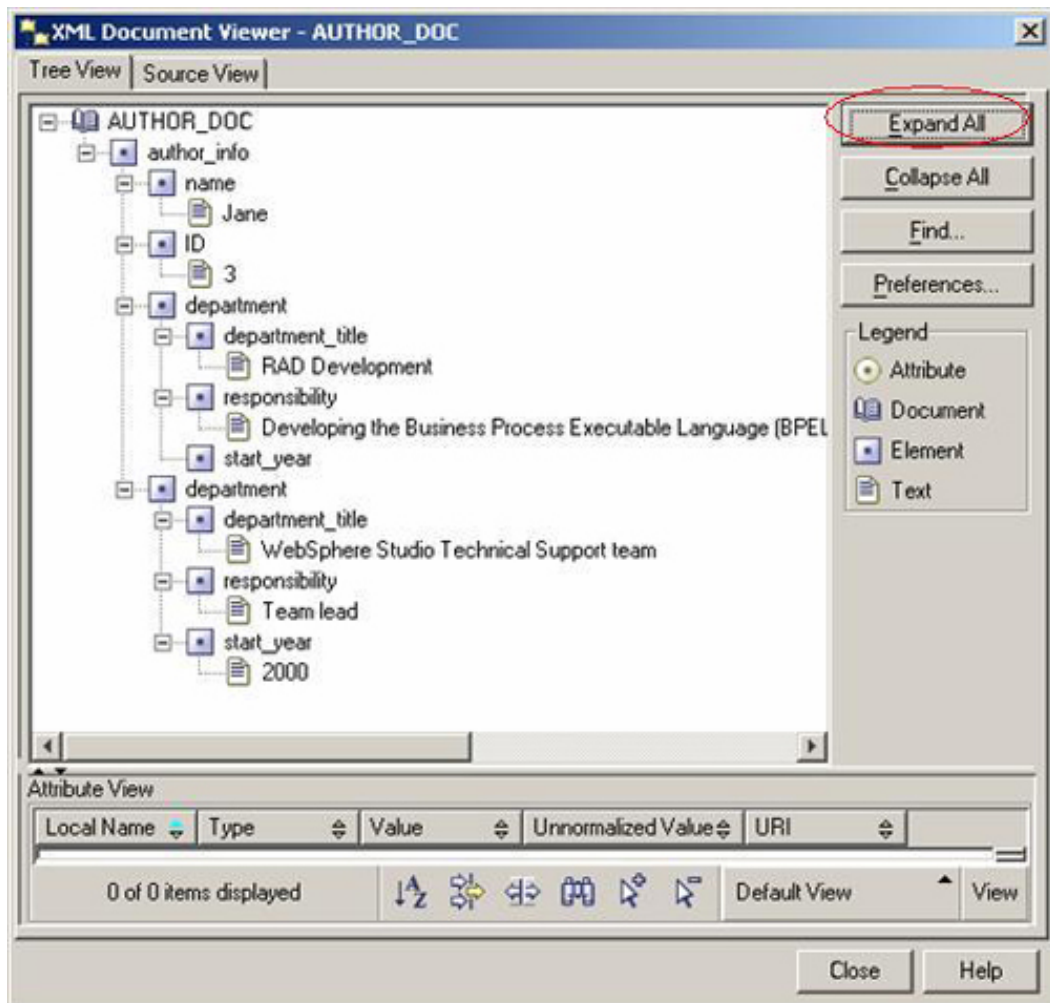 XML Document Viewer - AUTHOR_DOC
Tree View Source View
AUTHOR_DOC
author_info
name
Jane
ID
3
department
department_title
RAD Development
responsibility
Developing the Business Process Executable Language (BPEL
start_year
department
department_title
WebSphere Studio Technical Support team
responsibility
Team lead
start_year
2000
Expand All
Collapse All
Find...
Preferences...
Legend
Attribute
Document
Element
Text
Attribute View
Local Name Type Value Unnormalized Value URI
0 of 0 items displayed Default View View
Close Help